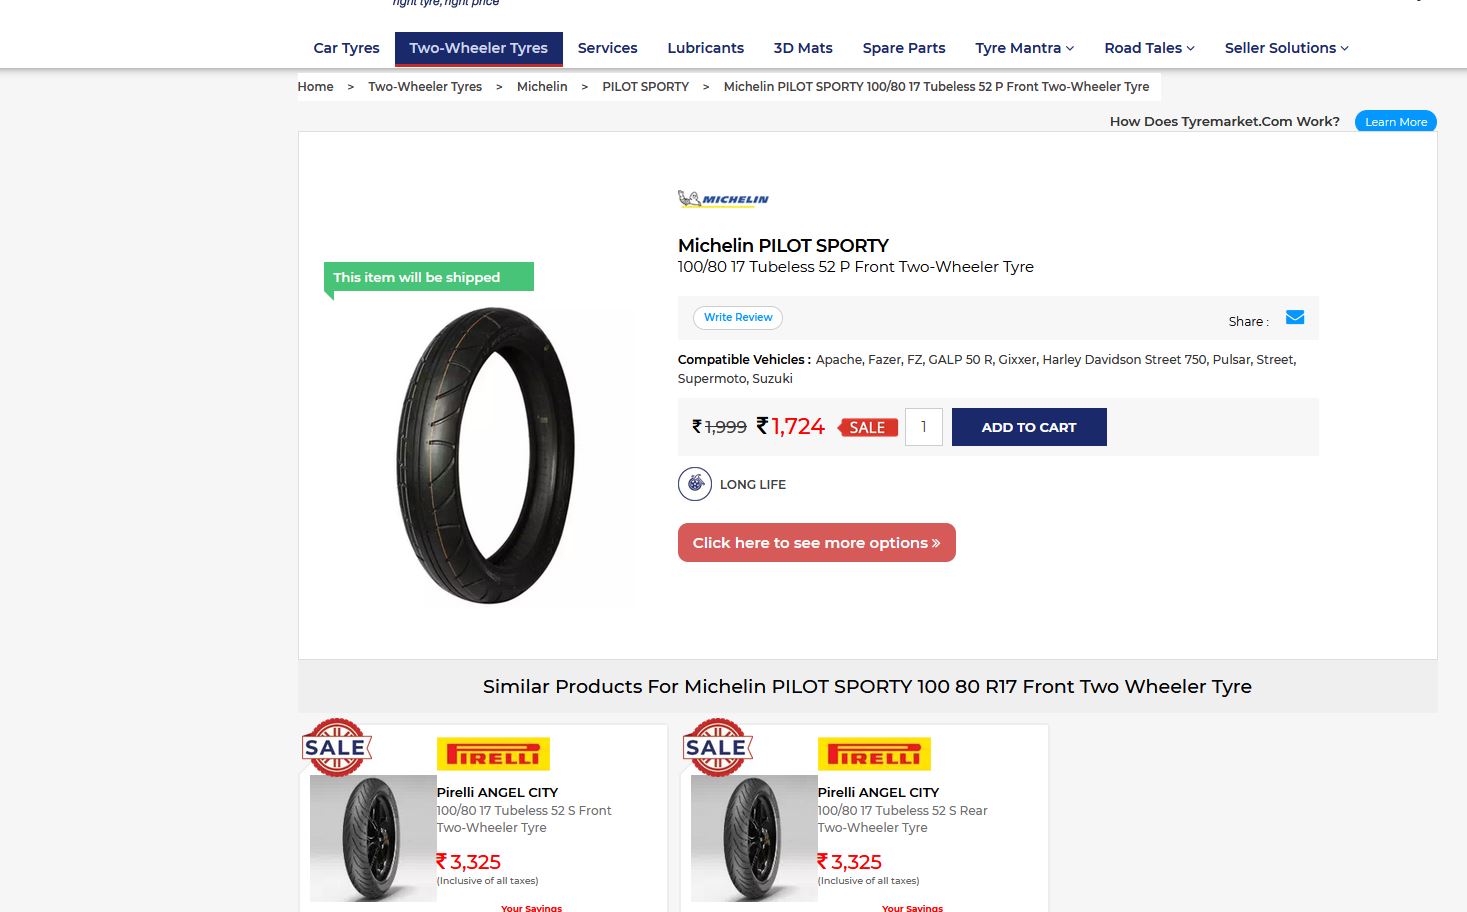 right tyre, right price
Car Tyres Two-Wheeler Tyres Services Lubricants 3D Mats Spare Parts Tyre Mantra Road Tales Seller Solutions
Home > Two-Wheeler Tyres > Michelin > PILOT SPORTY > Michelin PILOT SPORTY 100/80 17 Tubeless 52 P Front Two-Wheeler Tyre
How Does Tyremarket.Com Work? Learn More
MICHELIN
Michelin PILOT SPORTY
100/80 17 Tubeless 52 P Front Two-Wheeler Tyre
This item will be shipped
Write Review
Share :
Compatible Vehicles : Apache, Fazer, FZ, GALP 50 R, Gixxer, Harley Davidson Street 750, Pulsar, Street,
Supermoto, Suzuki
₹ 1,999 ₹ 1,724 SALE 1 ADD TO CART
LONG LIFE
Click here to see more options »
Similar Products For Michelin PILOT SPORTY 100 80 R17 Front Two Wheeler Tyre
SALE
PIRELLI
Pirelli ANGEL CITY
100/80 17 Tubeless 52 S Front
Two-Wheeler Tyre
₹ 3,325
(Inclusive of all taxes)
Your Savings
SALE
PIRELLI
Pirelli ANGEL CITY
100/80 17 Tubeless 52 S Rear
Two-Wheeler Tyre
₹ 3,325
(Inclusive of all taxes)
Your Savings